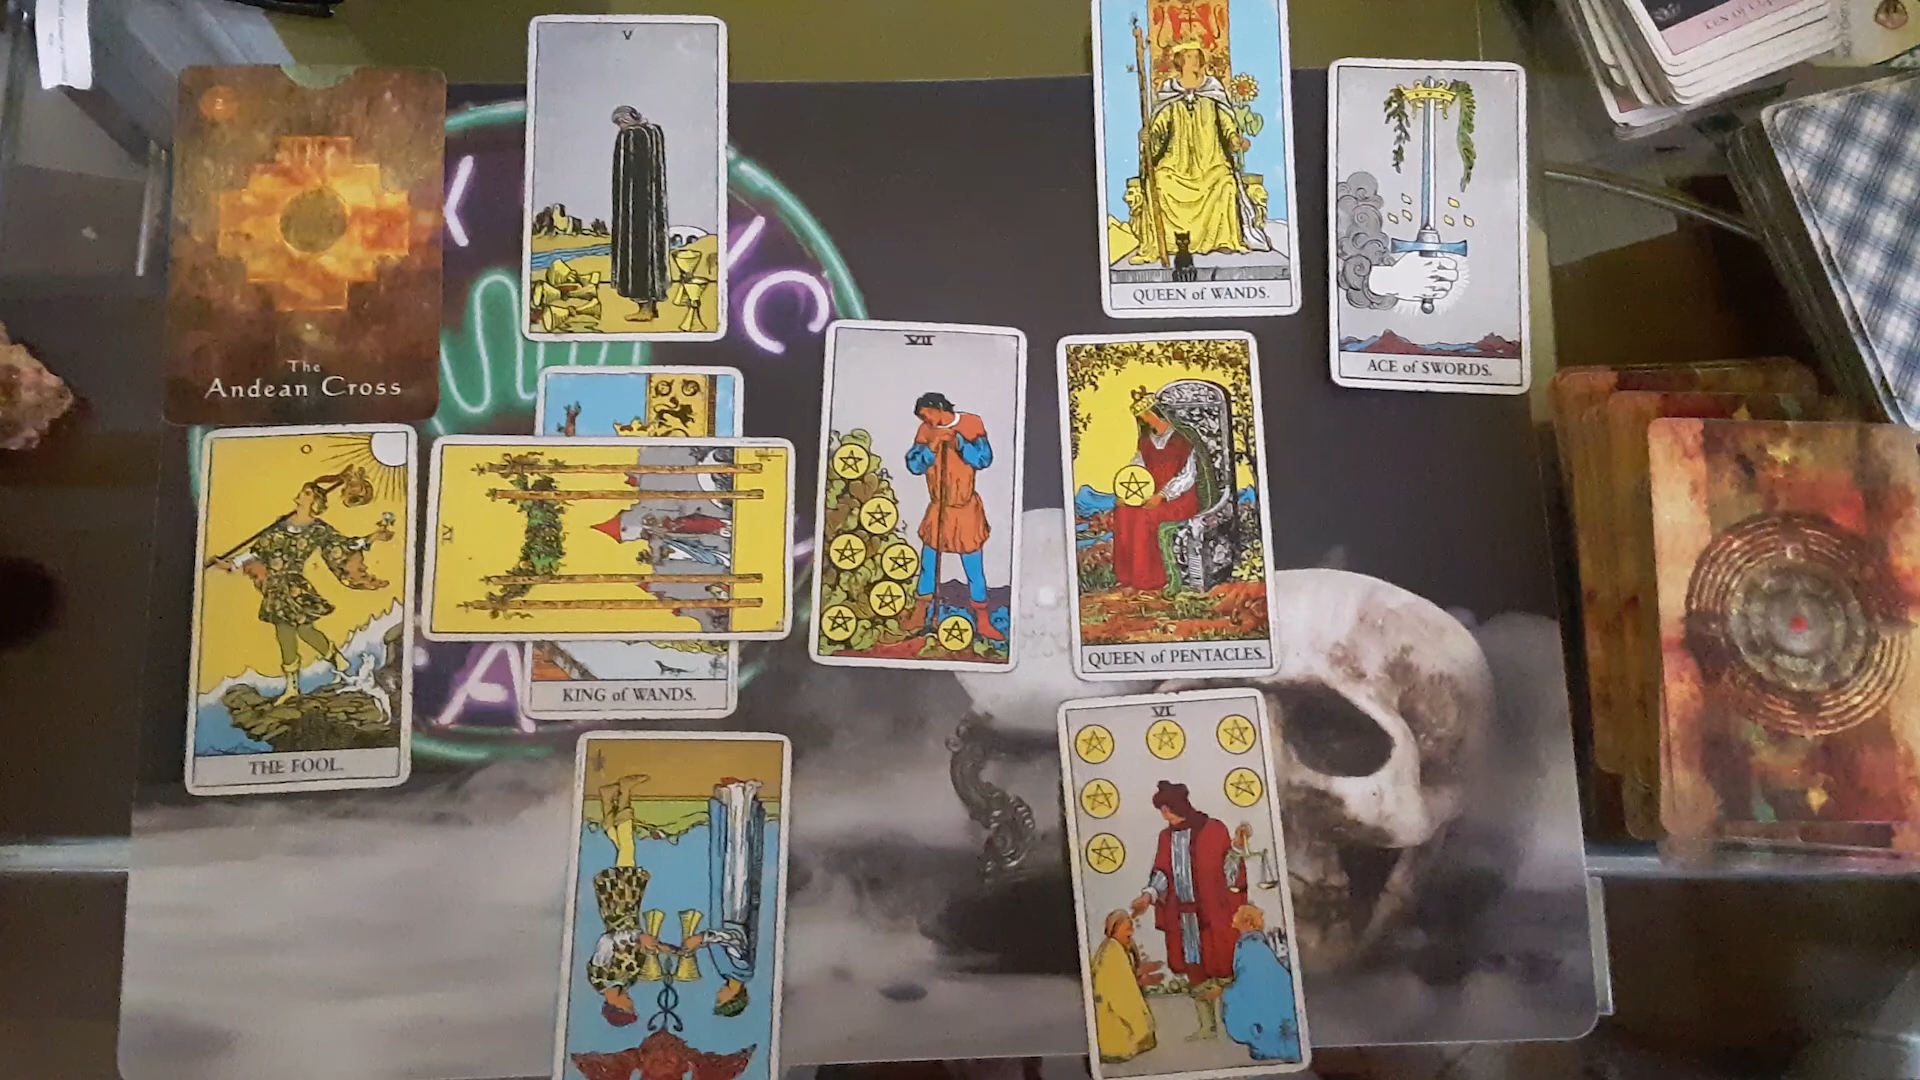 V
QUEEN of WANDS.
ACE of SWORDS.
The
Andean Cross
VII
QUEEN of PENTACLES.
IV
KING of WANDS.
THE FOOL.
VI